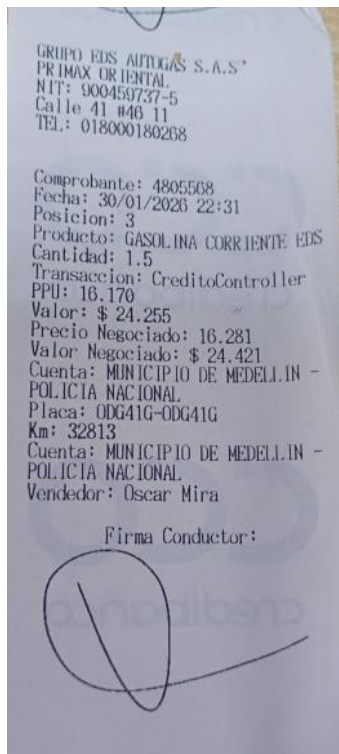 GRUPO EDS AUTOGAS S.A.S*
PRIMAX ORIENTAL
NIT: 900459737-5
Calle 41 #46 11
TEL: 018000180268
Comprobante: 4805568
Fecha: 30/01/2026 22:31
Posicion: 3
Producto: GASOLINA CORRIENTE EDS
Cantidad: 1.5
Transaccion: CreditoController
PPU: 16.170
Valor: $ 24.255
Precio Negociado: 16.281
Valor Negociado: $ 24.421
Cuenta: MUNICIPIO DE MEDELLIN -
POLICIA NACIONAL
Placa: ODG41G-ODG41G
Km: 32813
Cuenta: MUNICIPIO DE MEDELLIN -
POLICIA NACIONAL
Vendedor: Oscar Mira
Firma Conductor:
credibanco